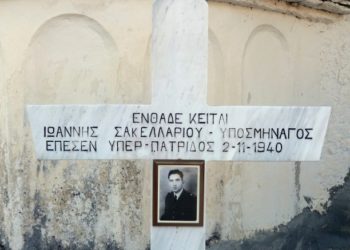 ΕΝΘΑΔΕ ΚΕΙΤΑΙ
ΙΩΑΝΝΗΣ ΣΑΚΕΛΛΑΡΙΟΥ - ΥΠΟΣΜΗΝΑΓΟΣ
ΕΠΕΣΕΝ ΥΠΕΡ-ΠΑΤΡΙΔΟΣ 2-11-1940